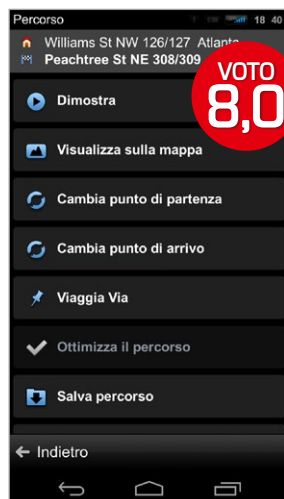 Percorso
18 40
Williams St NW 126/127 Atlanta
Peachtree St NE 308/309
VOTO
8,0
Dimostra
Visualizza sulla mappa
Cambia punto di partenza
Cambia punto di arrivo
Viaggia Via
Ottimizza il percorso
Salva percorso
Indietro